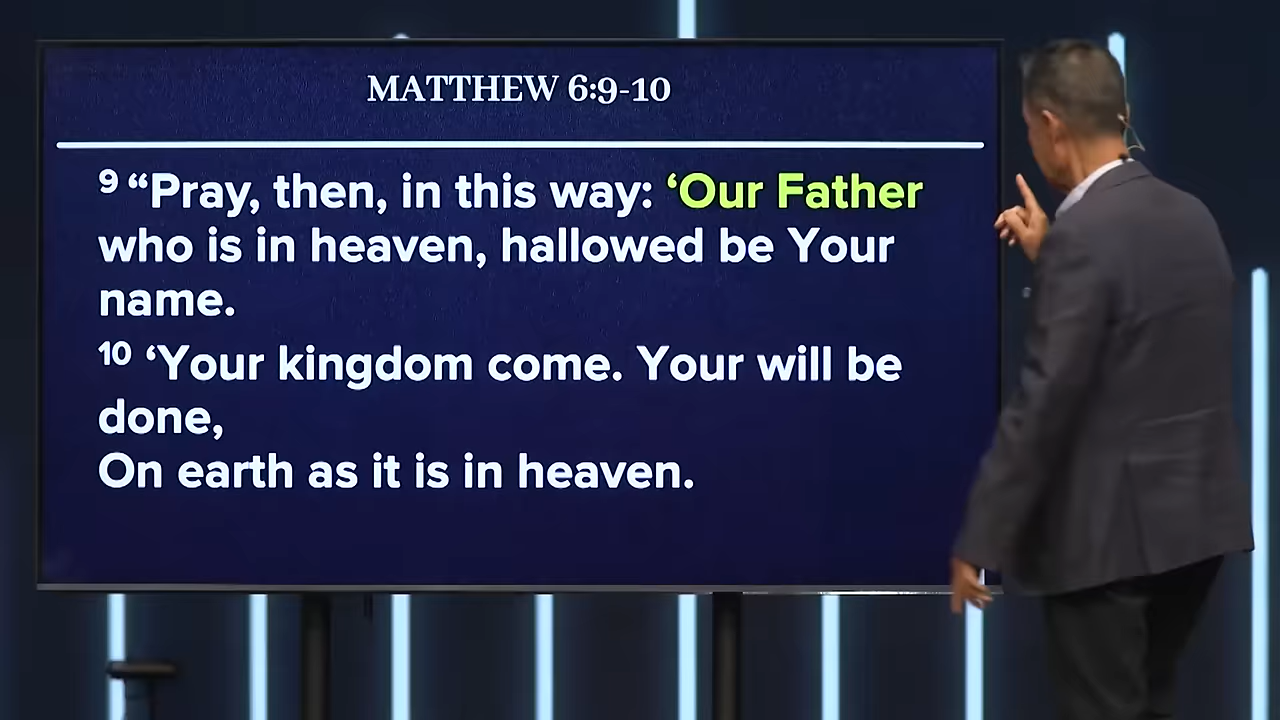 MATTHEW 6:9-10
9 “Pray, then, in this way: ‘Our Father
who is in heaven, hallowed be Your
name.
10 ‘Your kingdom come. Your will be
done,
On earth as it is in heaven.